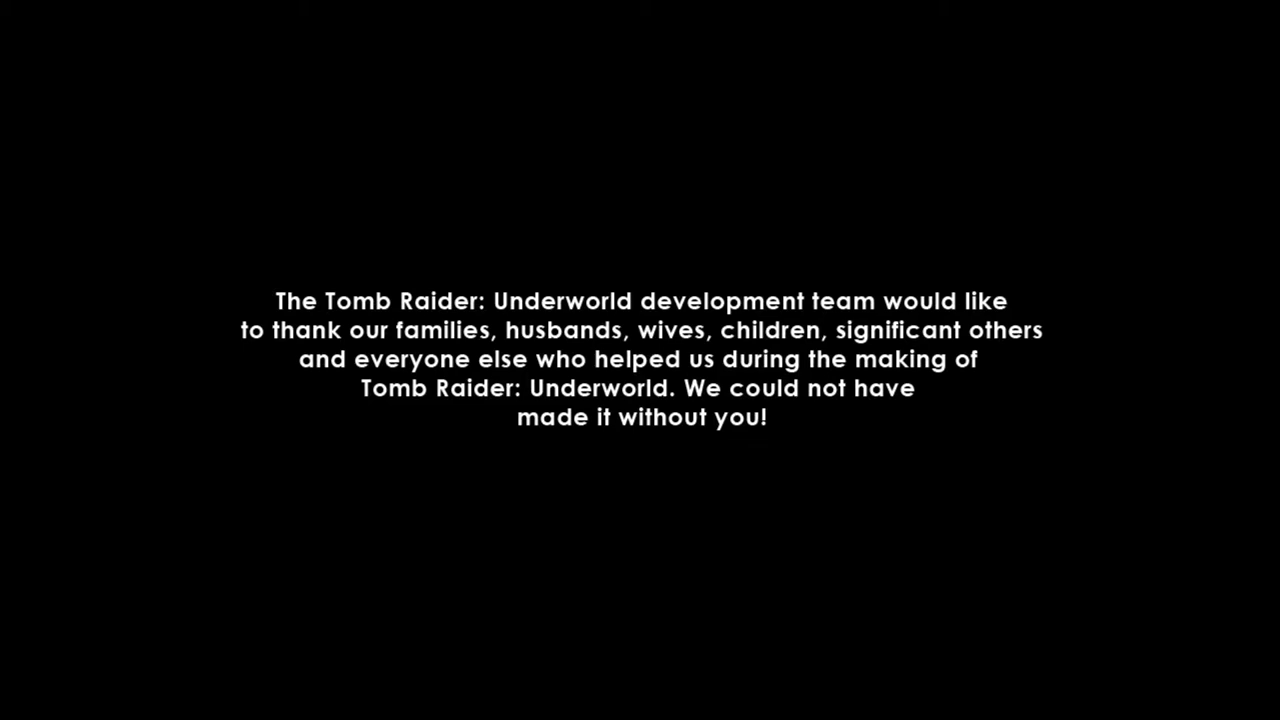 The Tomb Raider: Underworld development team would like
to thank our families, husbands, wives, children, significant others
and everyone else who helped us during the making of
Tomb Raider: Underworld. We could not have
made it without you!